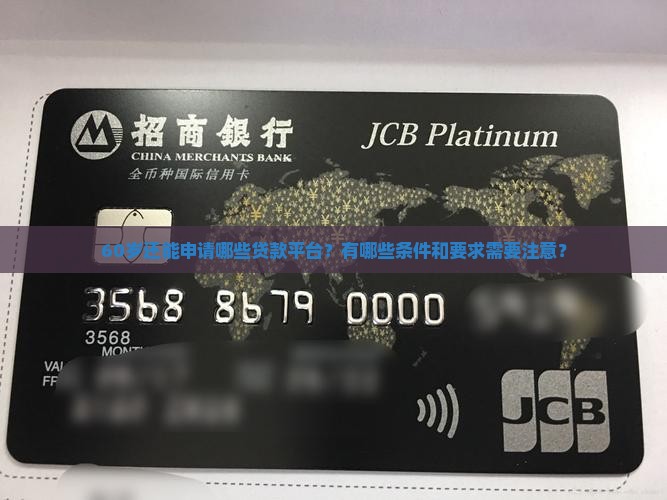 招商銀行
CHINA MERCHANTS BANK
全币种国际信用卡
JCB Platinum
60岁还能申请哪些贷款平台？有哪些条件和要求需要注意？
3568 8679 0000
3568
JCB